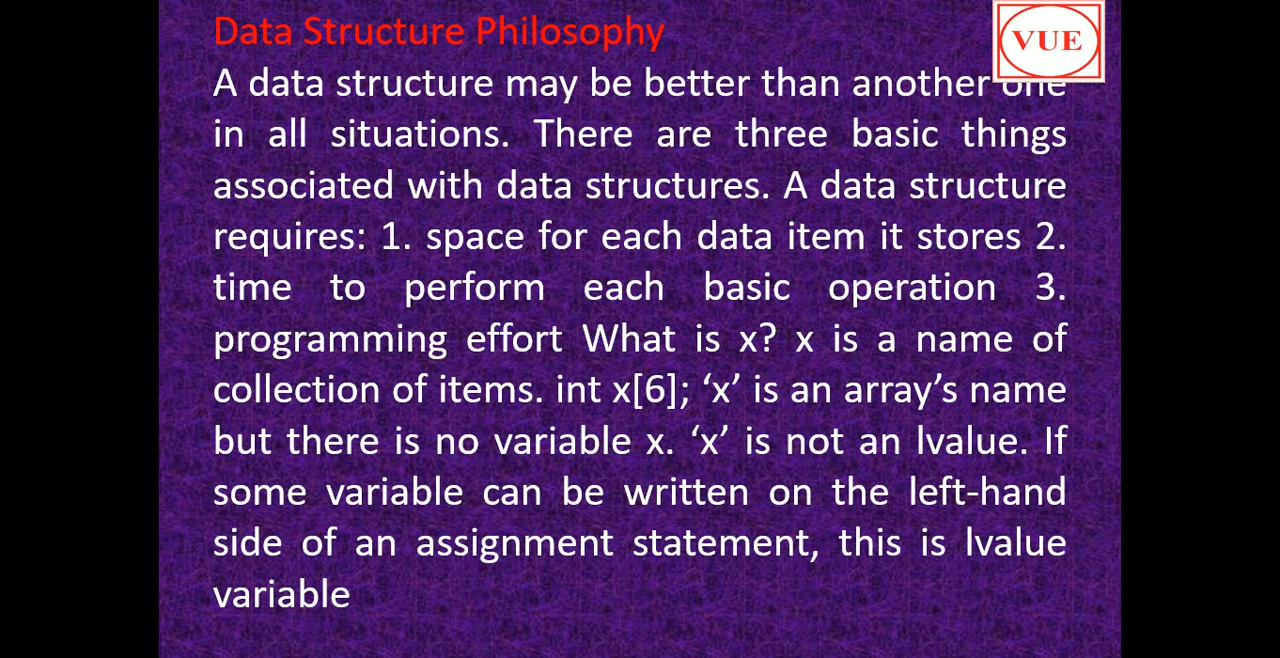 Data Structure Philosophy
VUE
A data structure may be better than another one
in all situations. There are three basic things
associated with data structures. A data structure
requires: 1. space for each data item it stores 2.
time to perform each basic operation 3.
programming effort What is x? x is a name of
collection of items. int x[6]; ‘x’ is an array’s name
but there is no variable x. ‘x’ is not an lvalue. If
some variable can be written on the left-hand
side of an assignment statement, this is lvalue
variable